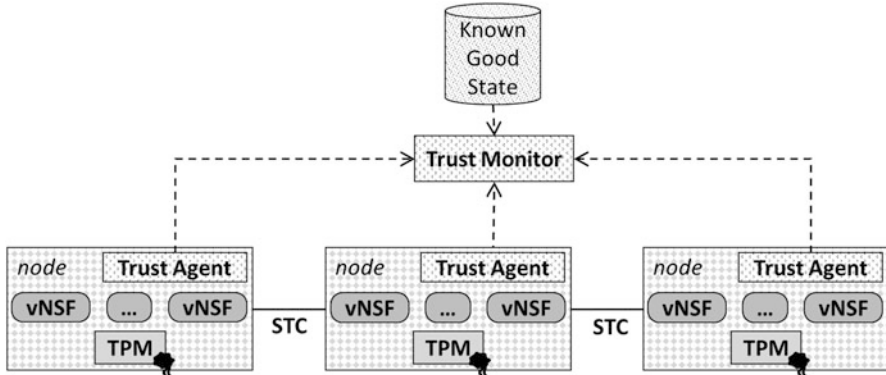 Known
Good
State
Trust Monitor
node
Trust Agent
vNSF
...
vNSF
TPM
STC
node
Trust Agent
vNSF
...
vNSF
TPM
STC
node
Trust Agent
vNSF
...
vNSF
TPM